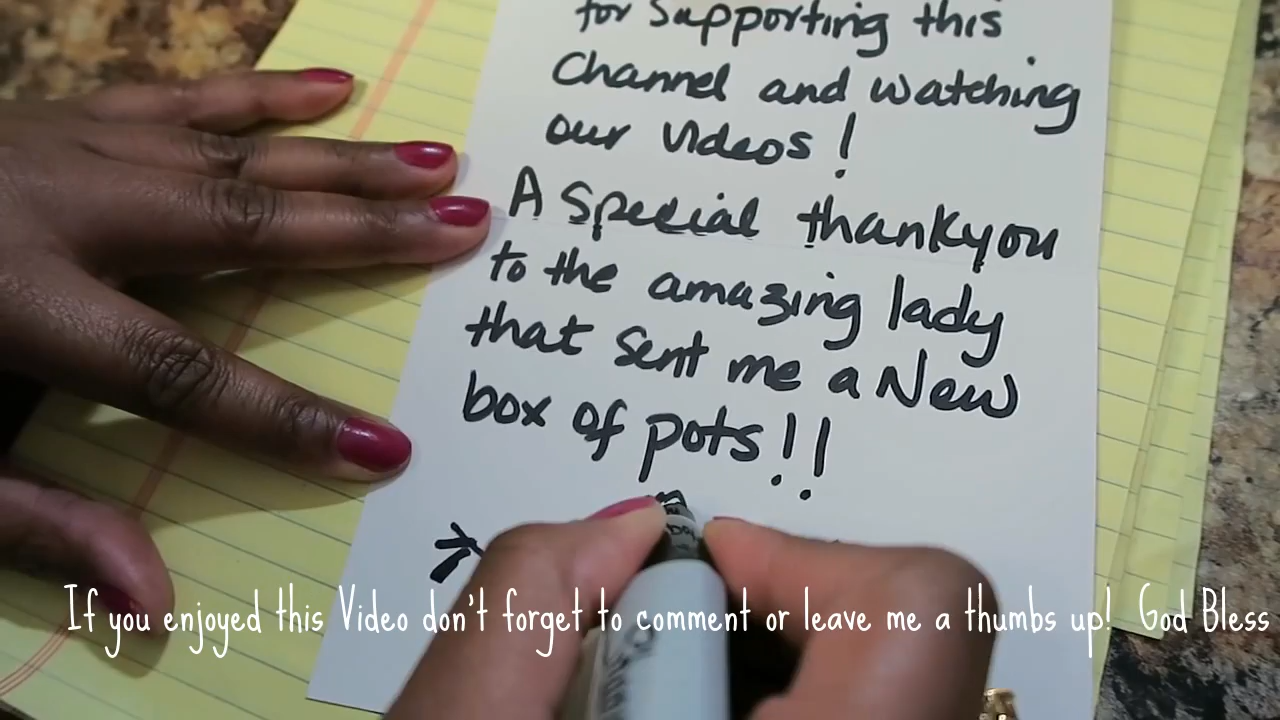 for Supporting this
Channel and watching
our videos!
A Special thankyou
to the amazing lady
that Sent me a New
box of pots!!
If you enjoyed this Video don't forget to comment or leave me a thumbs up! God Bless